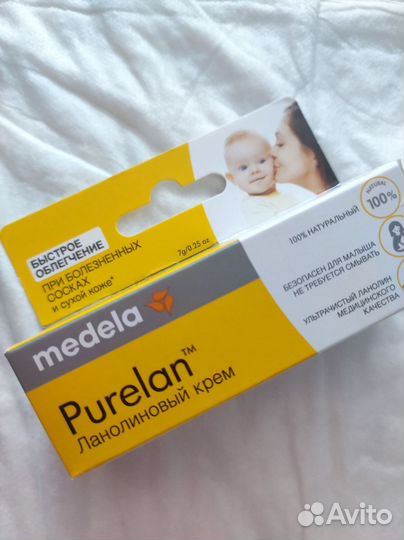 БЫСТРОЕ
ОБЛЕГЧЕНИЕ
ПРИ БОЛЕЗНЕННЫХ
СОСКАХ
и сухой коже*
7g/0.25 oz.
medela
Purelan™
Ланолиновый крем
100% НАТУРАЛЬНЫЙ
NATURAL
100%
БЕЗОПАСЕН ДЛЯ МАЛЫША
НЕ ТРЕБУЕТСЯ СМЫВАТЬ
УЛЬТРАЧИСТЫЙ ЛАНОЛИН
МЕДИЦИНСКОГО
КАЧЕСТВА
Avito